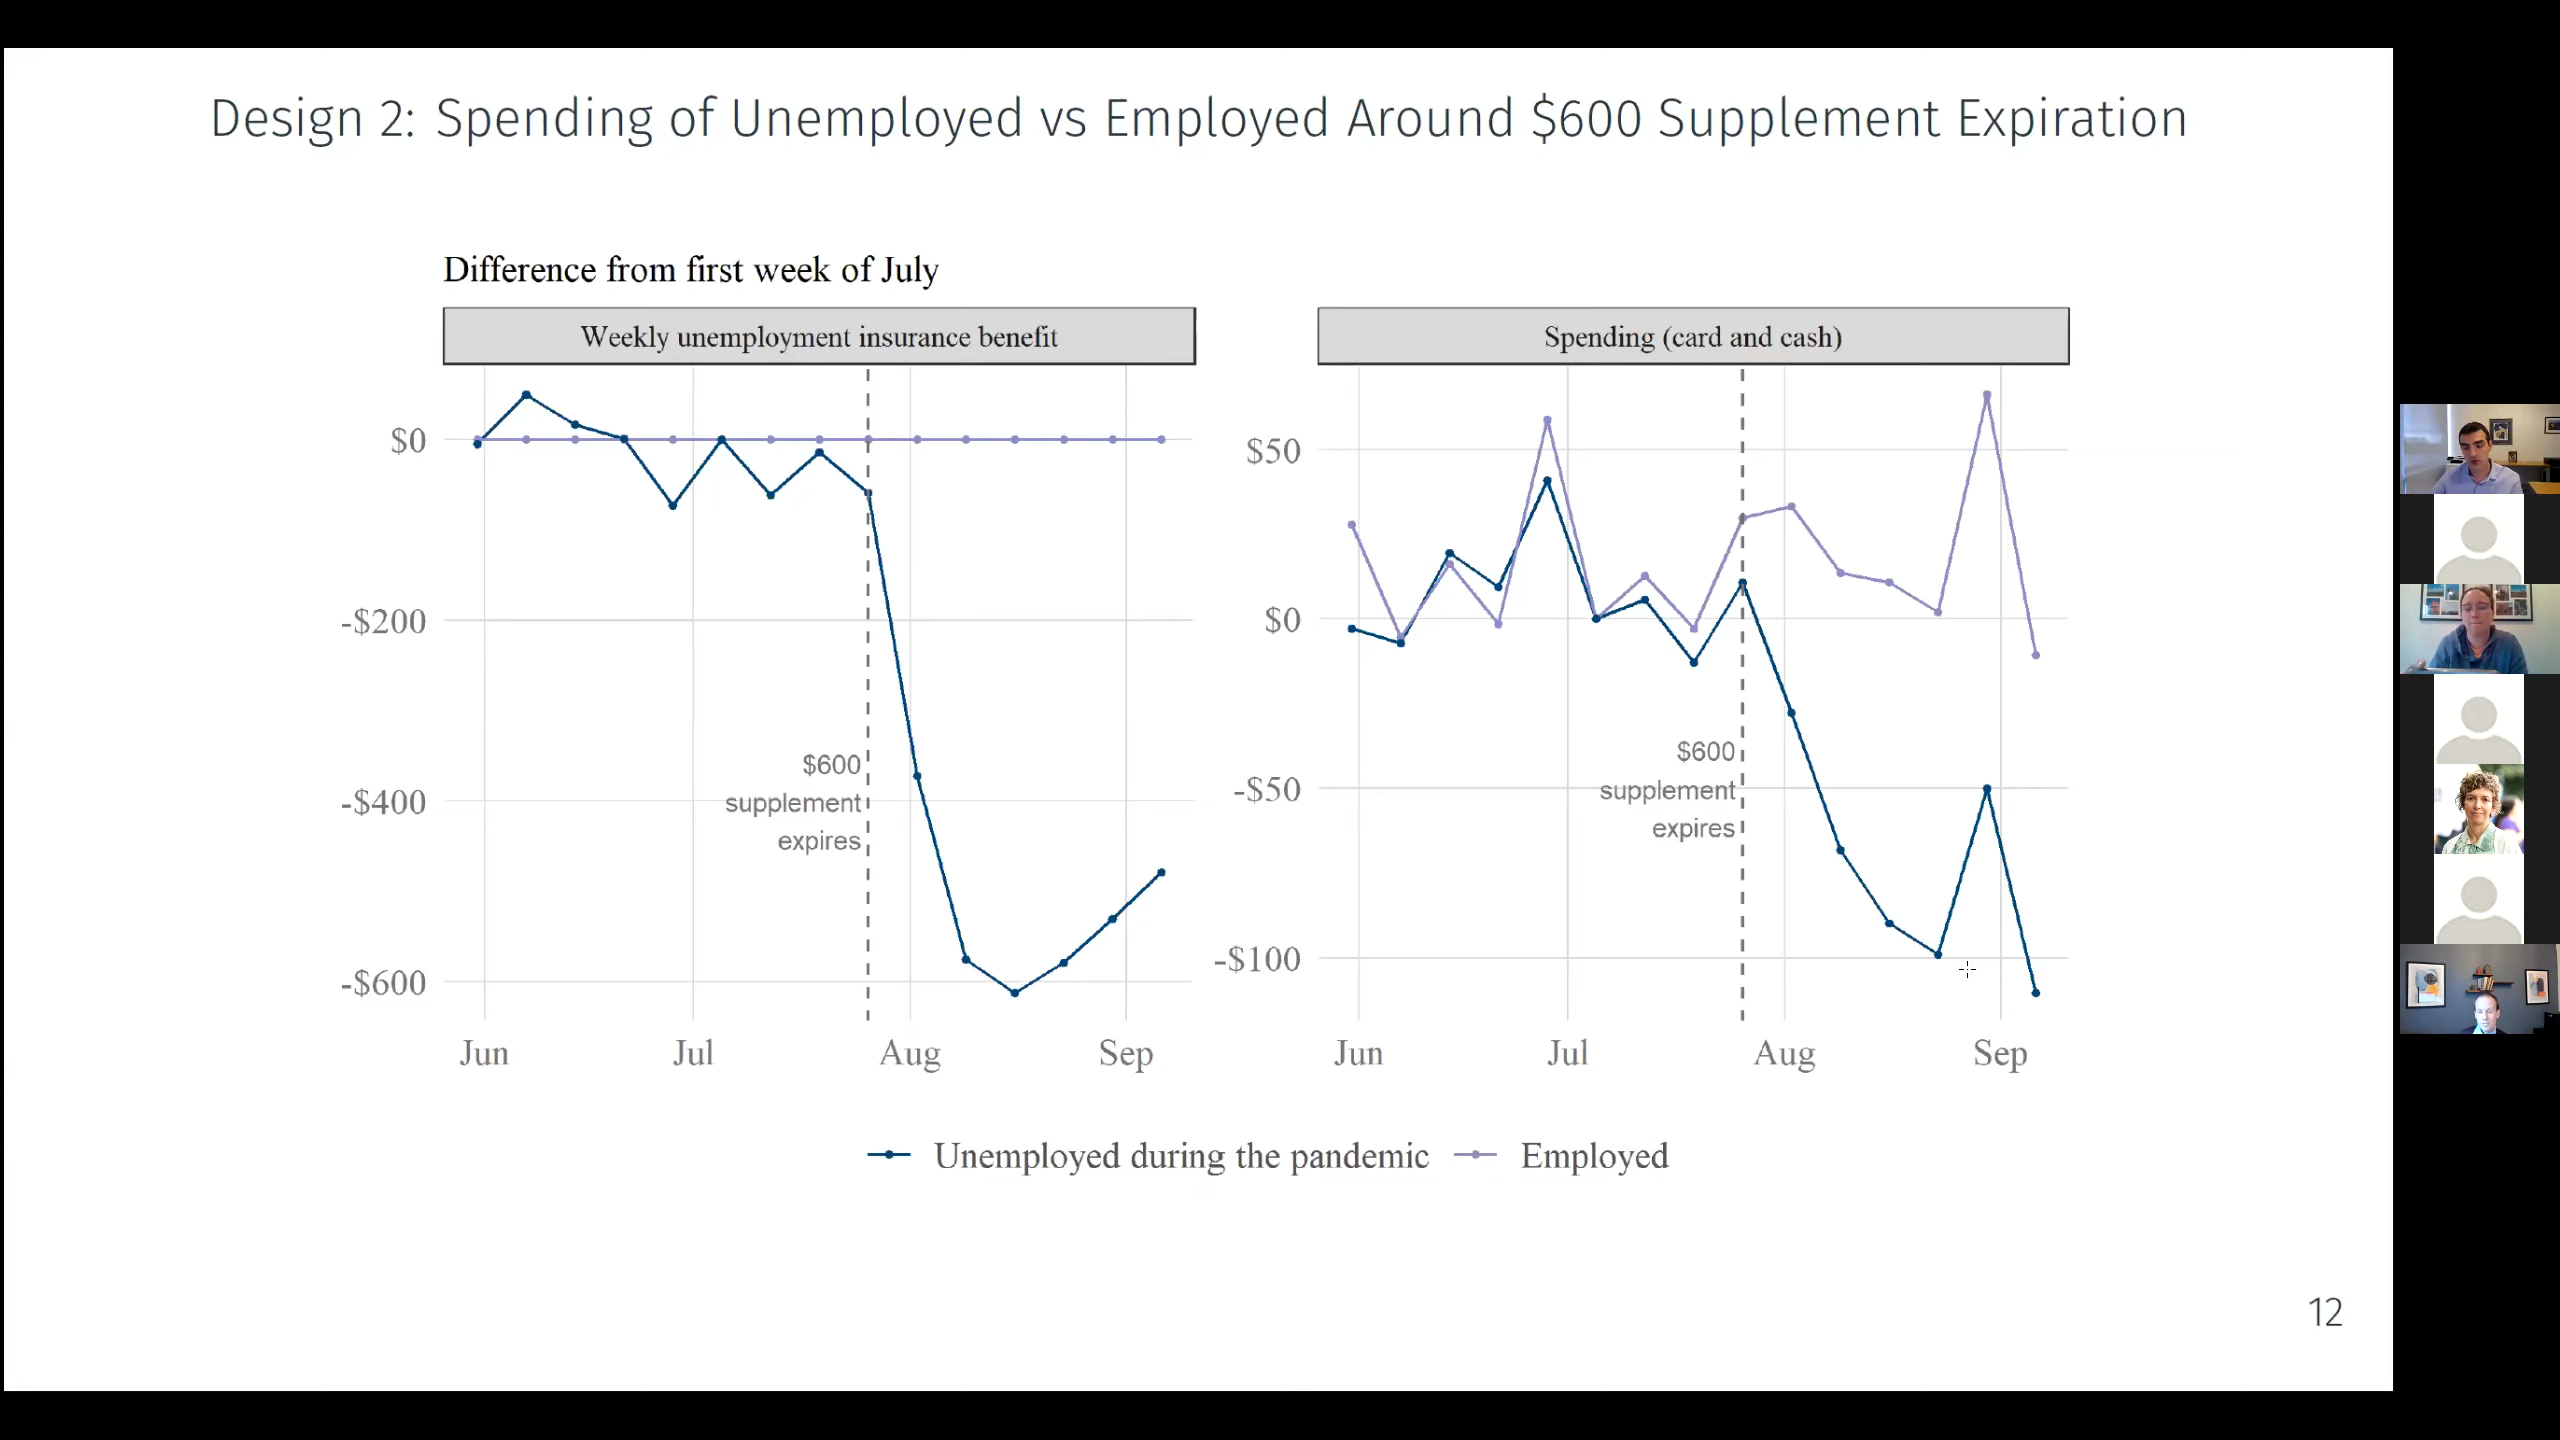 Design 2: Spending of Unemployed vs Employed Around $600 Supplement Expiration
Difference from first week of July
Weekly unemployment insurance benefit
$0
-$200
-$400
-$600
$600
supplement
expires
Jun
Jul
Aug
Sep
Spending (card and cash)
$50
$0
-$50
-$100
$600
supplement
expires
Jun
Jul
Aug
Sep
Unemployed during the pandemic
Employed
12